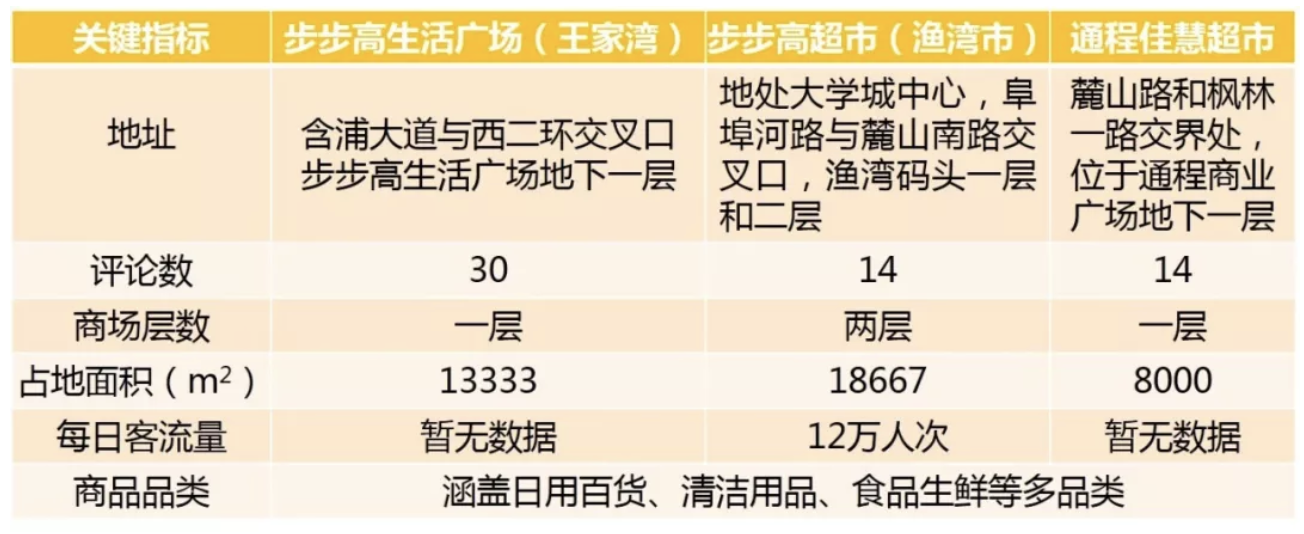 关键指标 步步高生活广场（王家湾） 步步高超市（渔湾市） 通程佳慧超市
地址
含浦大道与西二环交叉口
步步高生活广场地下一层
地处大学城中心，阜
埠河路与麓山南路交
叉口，渔湾码头一层
和二层
麓山路和枫林
一路交界处，
位于通程商业
广场地下一层
评论数 30 14 14
商场层数 一层 两层 一层
占地面积（m²） 13333 18667 8000
每日客流量 暂无数据 12万人次 暂无数据
商品品类 涵盖日用百货、清洁用品、食品生鲜等多品类